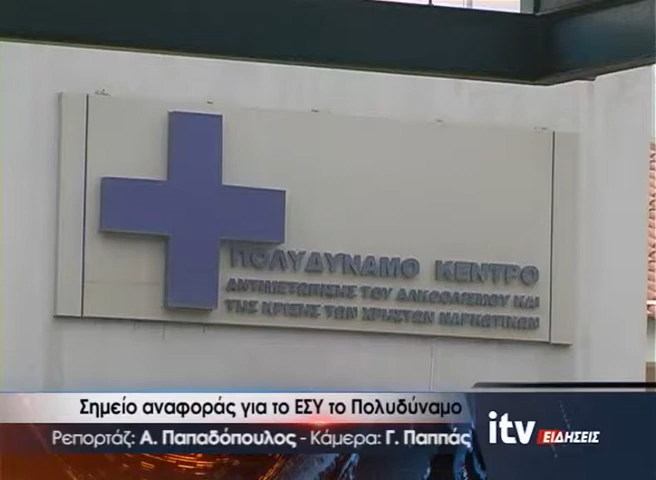 ΠΟΛΥΔΥΝΑΜΟ ΚΕΝΤΡΟ
ΑΝΤΙΜΕΤΩΠΙΣΗΣ ΤΟΥ ΑΛΚΟΟΛΙΣΜΟΥ ΚΑΙ
ΤΗΣ ΚΡΙΣΗΣ ΤΩΝ ΧΡΗΣΤΩΝ ΝΑΡΚΩΤΙΚΩΝ
Σημείο αναφοράς για το ΕΣΥ το Πολυδύναμο
Ρεπορτάζ: Α. Παπαδόπουλος - Κάμερα: Γ. Παππάς
itv ΕΙΔΗΣΕΙΣ